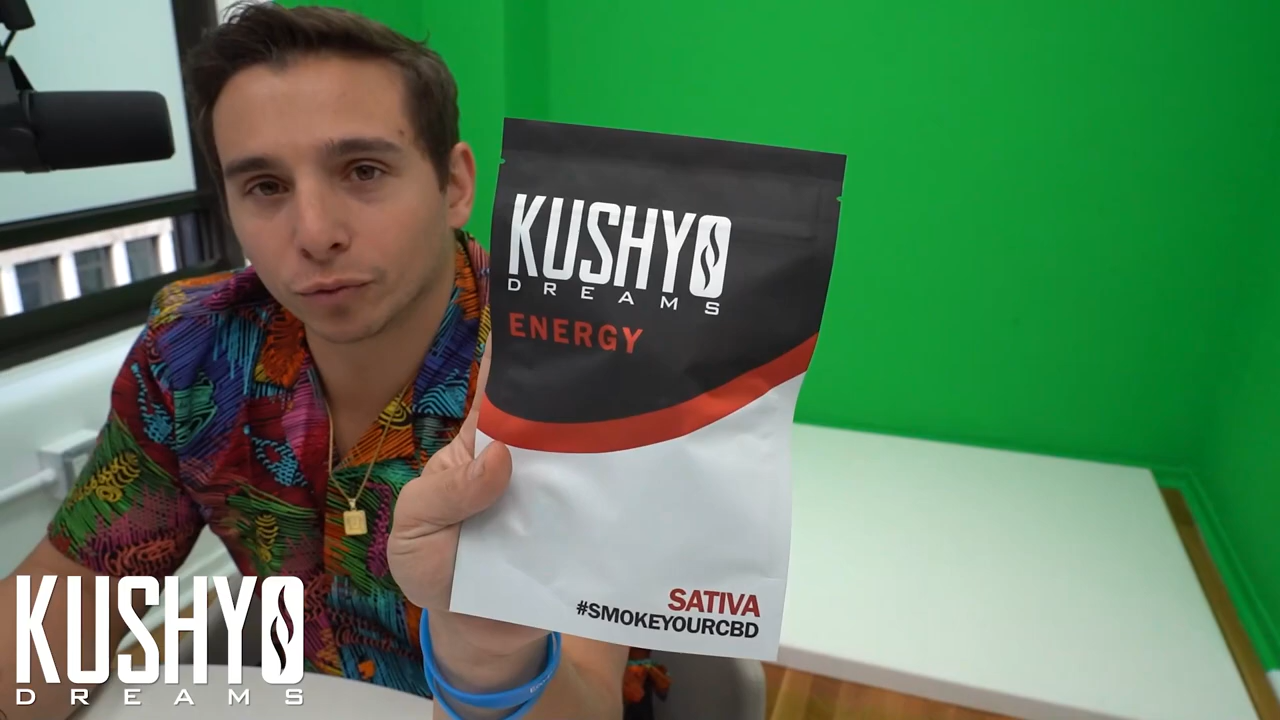 KUSHY
DREAMS
ENERGY
SATIVA
#SMOKEYOURCBD
KUSHY
DREAMS